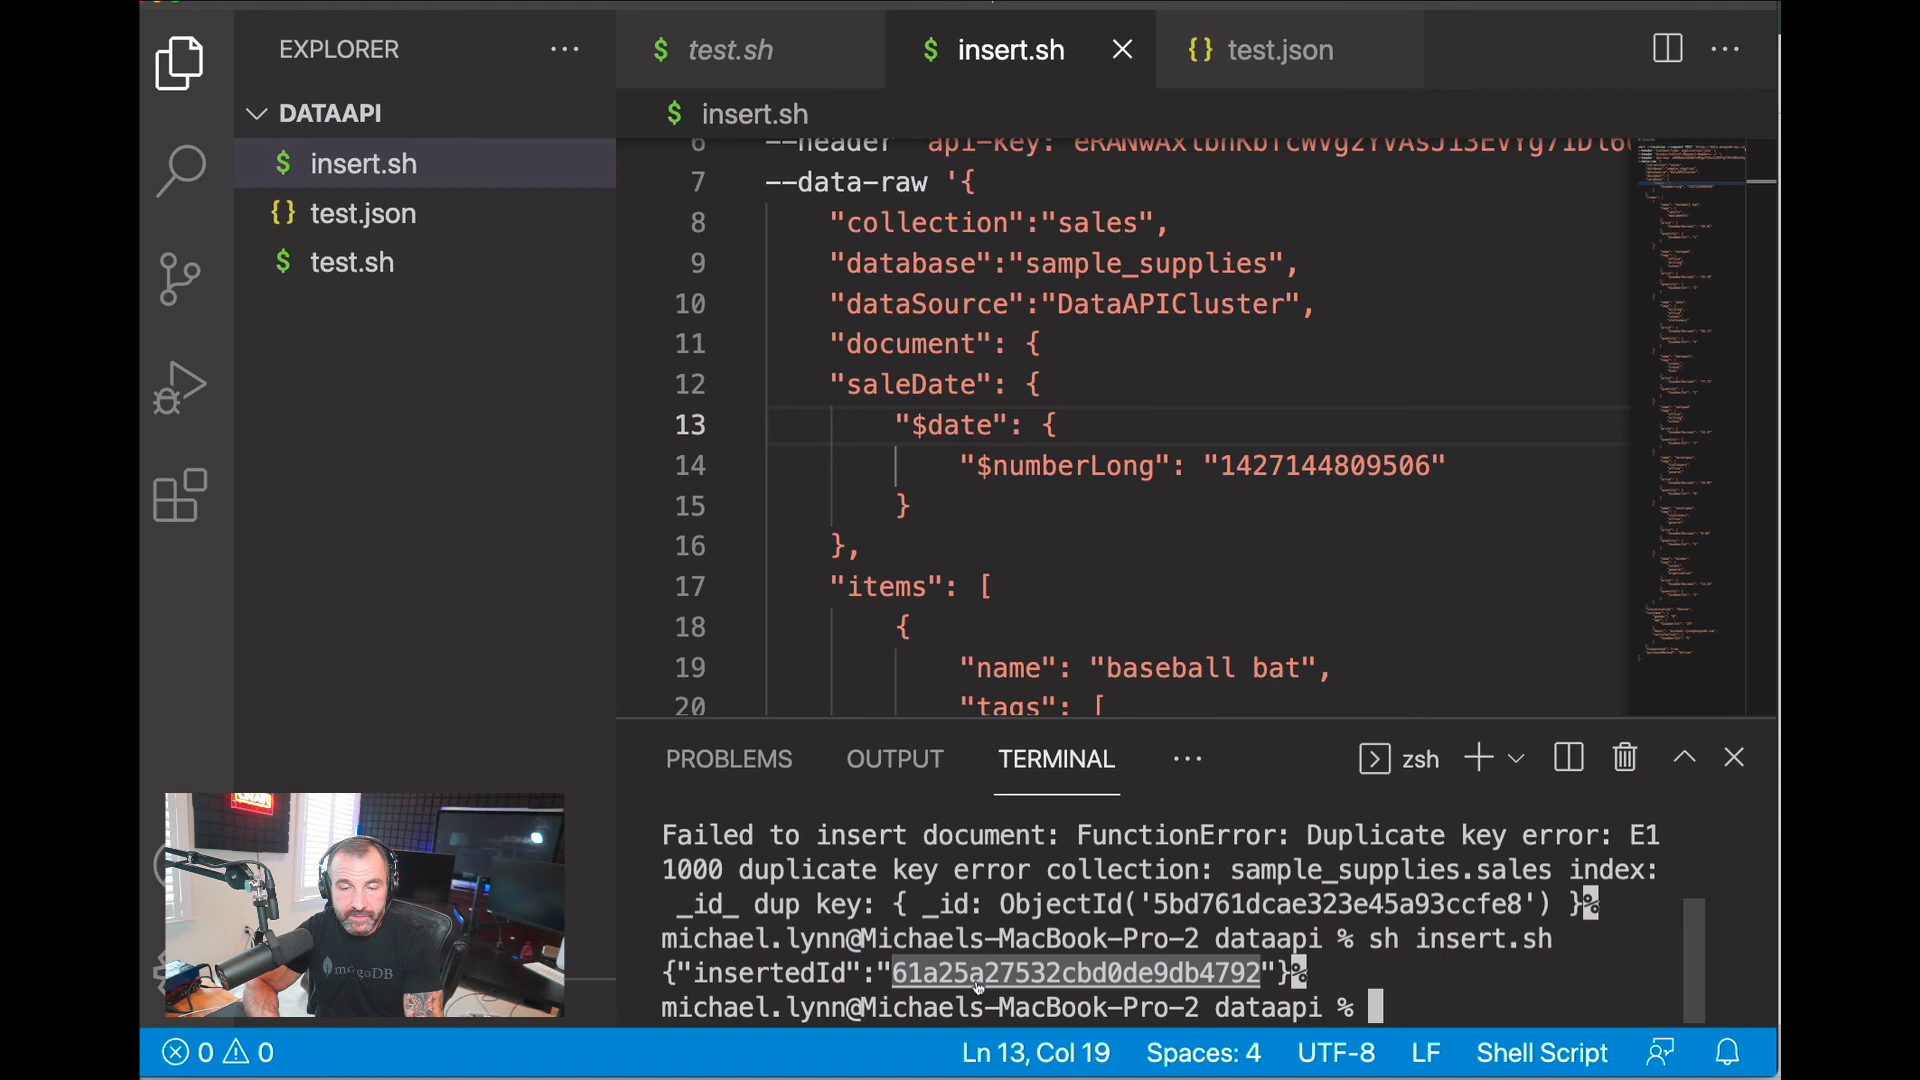 EXPLORER
DATAAPI
$ insert.sh
{} test.json
$ test.sh
$ test.sh
$ insert.sh
{} test.json
$ insert.sh
6 --header
7 --data-raw '{
8 "collection":"sales",
9 "database":"sample_supplies",
10 "dataSource":"DataAPICluster",
11 "document": {
12 "saleDate": {
13 "$date": {
14 "$numberLong": "1427144809506"
15 }
16 },
17 "items": [
18 {
19 "name": "baseball bat",
20 "tags": [
PROBLEMS OUTPUT TERMINAL
zsh
Failed to insert document: FunctionError: Duplicate key error: E1
1000 duplicate key error collection: sample_supplies.sales index:
_id_ dup key: { _id: ObjectId('5bd761dcae323e45a93ccfe8') }%
michael.lynn@Michaels-MacBook-Pro-2 dataapi % sh insert.sh
{"insertedId":"61a25a27532cbd0de9db4792"}%
michael.lynn@Michaels-MacBook-Pro-2 dataapi %
mongoDB
0 0
Ln 13, Col 19
Spaces: 4
UTF-8
LF
Shell Script